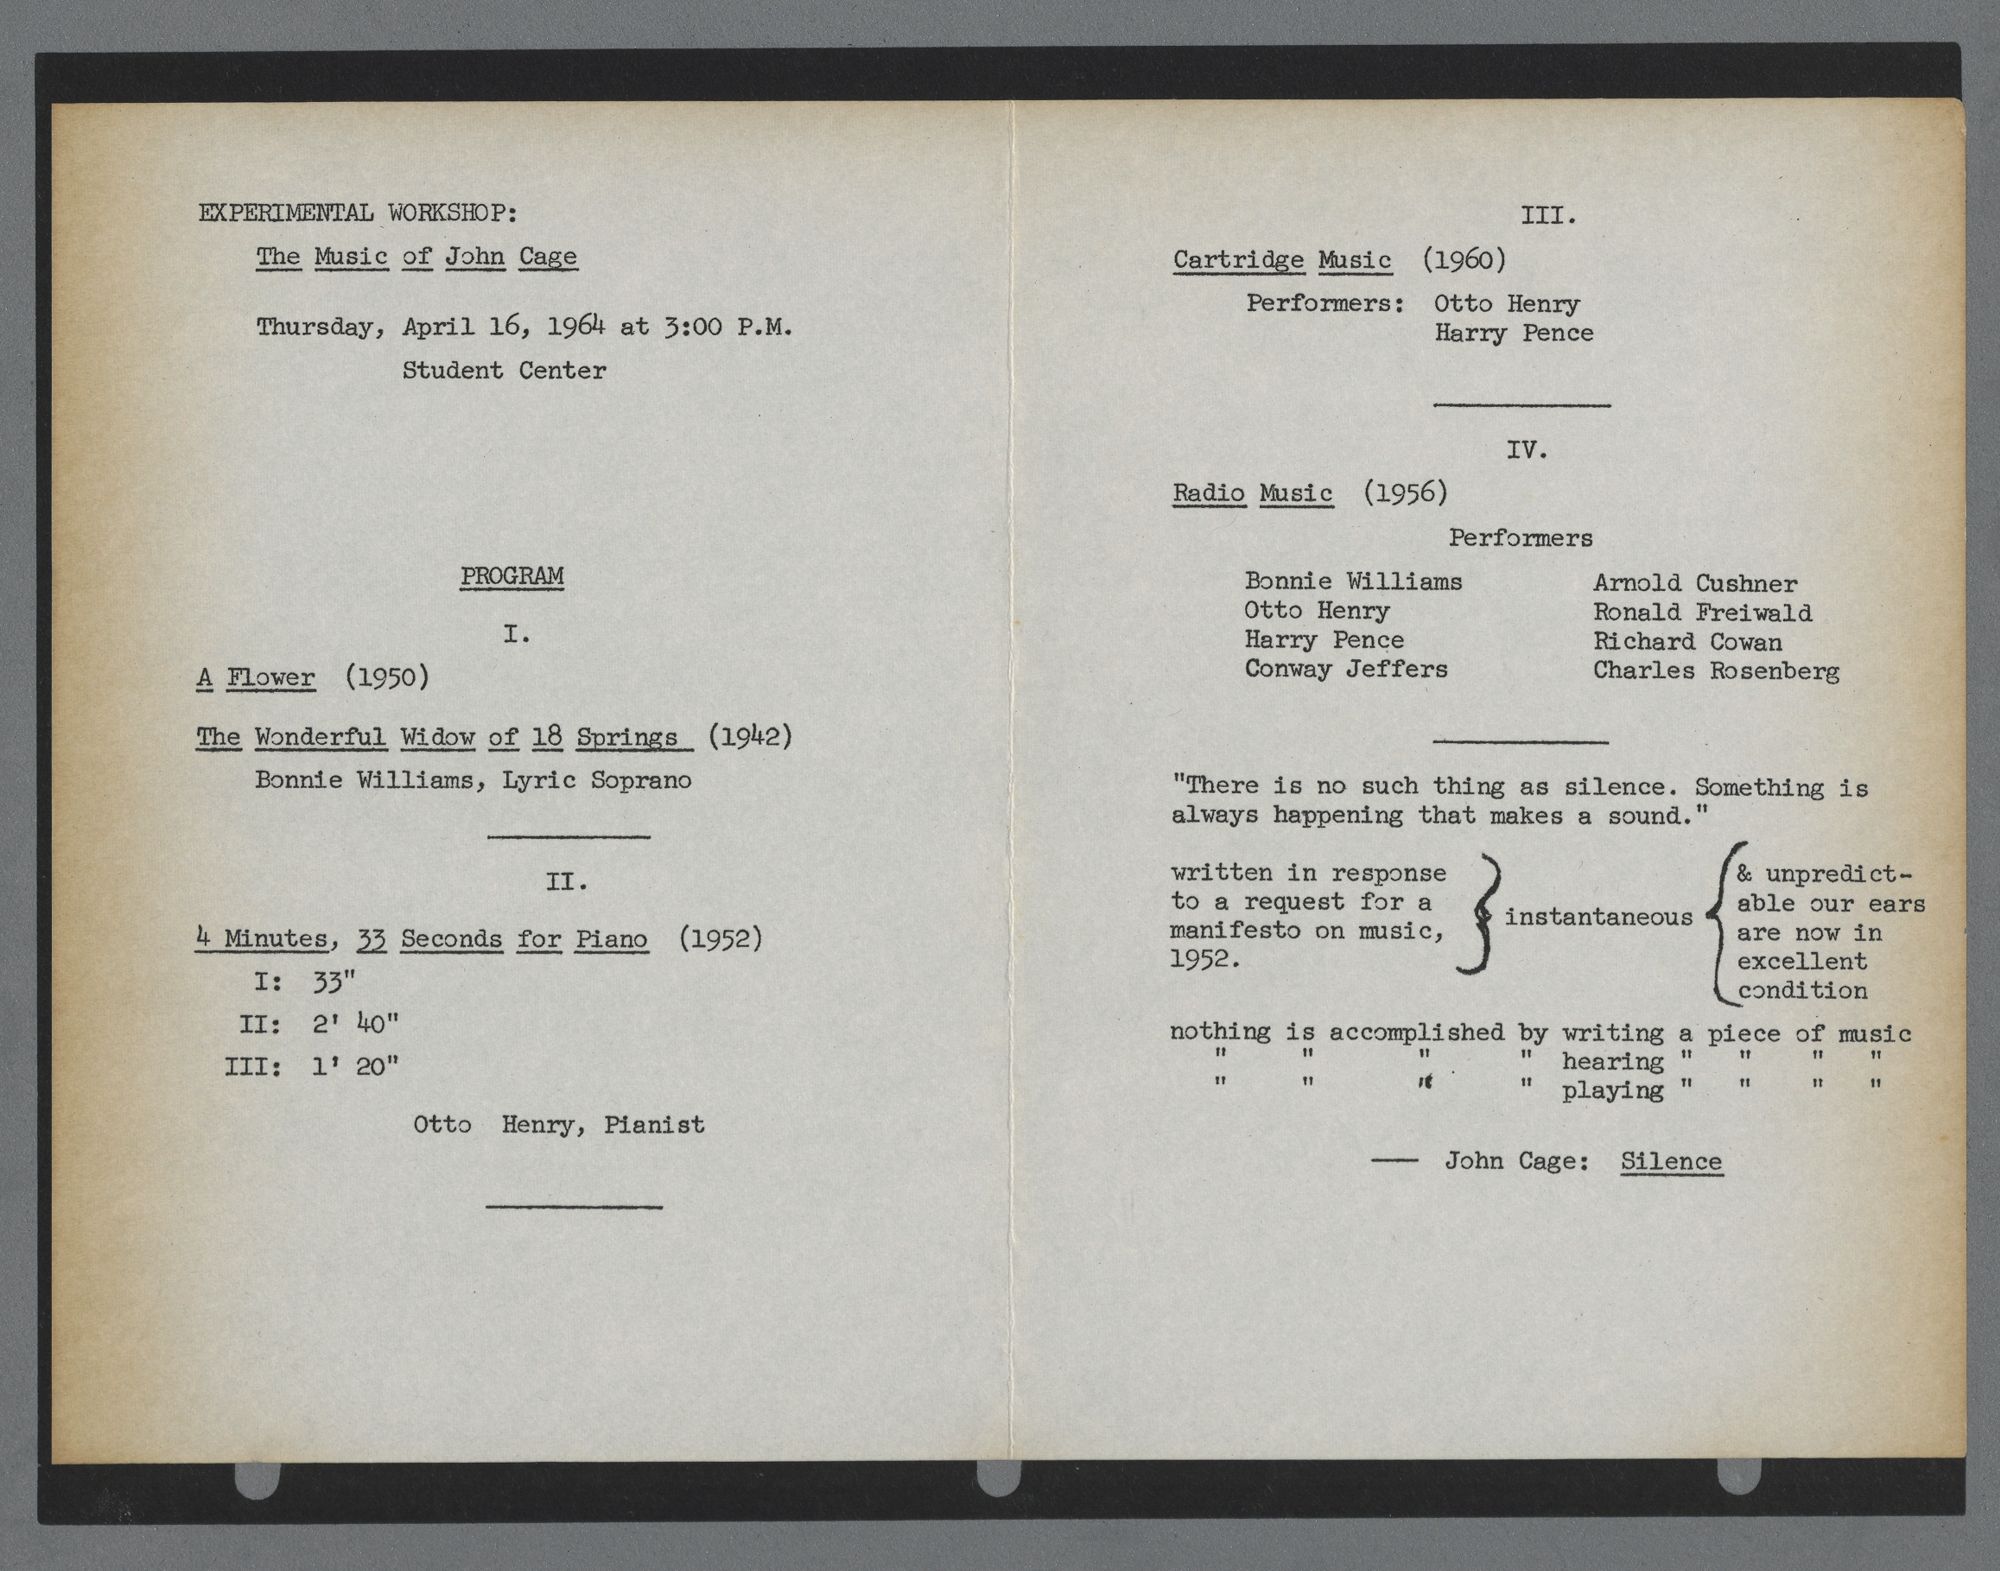 EXPERIMENTAL WORKSHOP:
The Music of John Cage
Thursday, April 16, 1964 at 3:00 P.M.
Student Center
PROGRAM
I.
A Flower (1950)
The Wonderful Widow of 18 Springs (1942)
Bonnie Williams, Lyric Soprano
II.
4 Minutes, 33 Seconds for Piano (1952)
I: 33"
II: 2' 40"
III: 1' 20"
Otto Henry, Pianist
III.
Cartridge Music (1960)
Performers: Otto Henry
Harry Pence
IV.
Radio Music (1956)
Performers
Bonnie Williams Arnold Cushner
Otto Henry Ronald Freiwald
Harry Pence Richard Cowan
Conway Jeffers Charles Rosenberg
"There is no such thing as silence. Something is
always happening that makes a sound."
written in response
to a request for a
manifesto on music,
1952.
} instantaneous {
& unpredict-
able our ears
are now in
excellent
condition
nothing is accomplished by writing a piece of music
" " " " hearing " " " "
" " " " playing " " " "
— John Cage: Silence